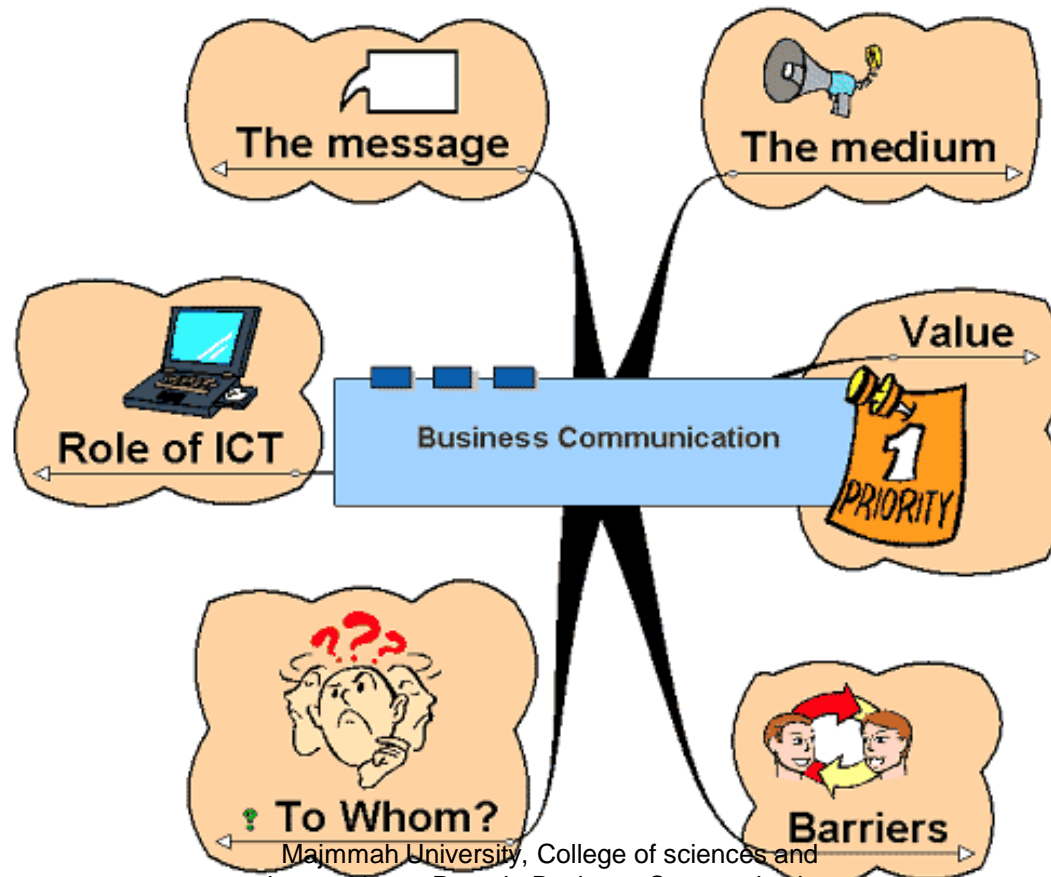 The message
The medium
Value
Role of ICT
Business Communication
1
PRIORITY
? To Whom?
Barriers
Majmmah University, College of sciences and